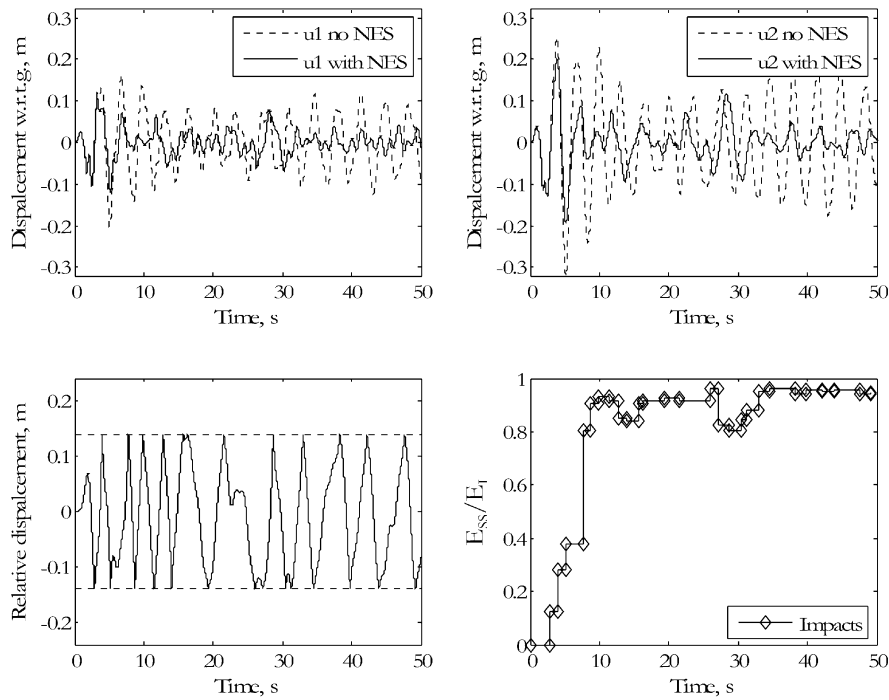 0.3
0.2
0.1
0
-0.1
-0.2
-0.3
Dispalcement w.r.t.g, m
u1 no NES
u1 with NES
0 10 20 30 40 50
Time, s
0.3
0.2
0.1
0
-0.1
-0.2
-0.3
Dispalcement w.r.t.g, m
u2 no NES
u2 with NES
0 10 20 30 40 50
Time, s
0.2
0.1
0
-0.1
-0.2
Relative dispalcement, m
0 10 20 30 40 50
Time, s
1
0.8
0.6
0.4
0.2
0
E_SS/E_I
Impacts
0 10 20 30 40 50
Time, s